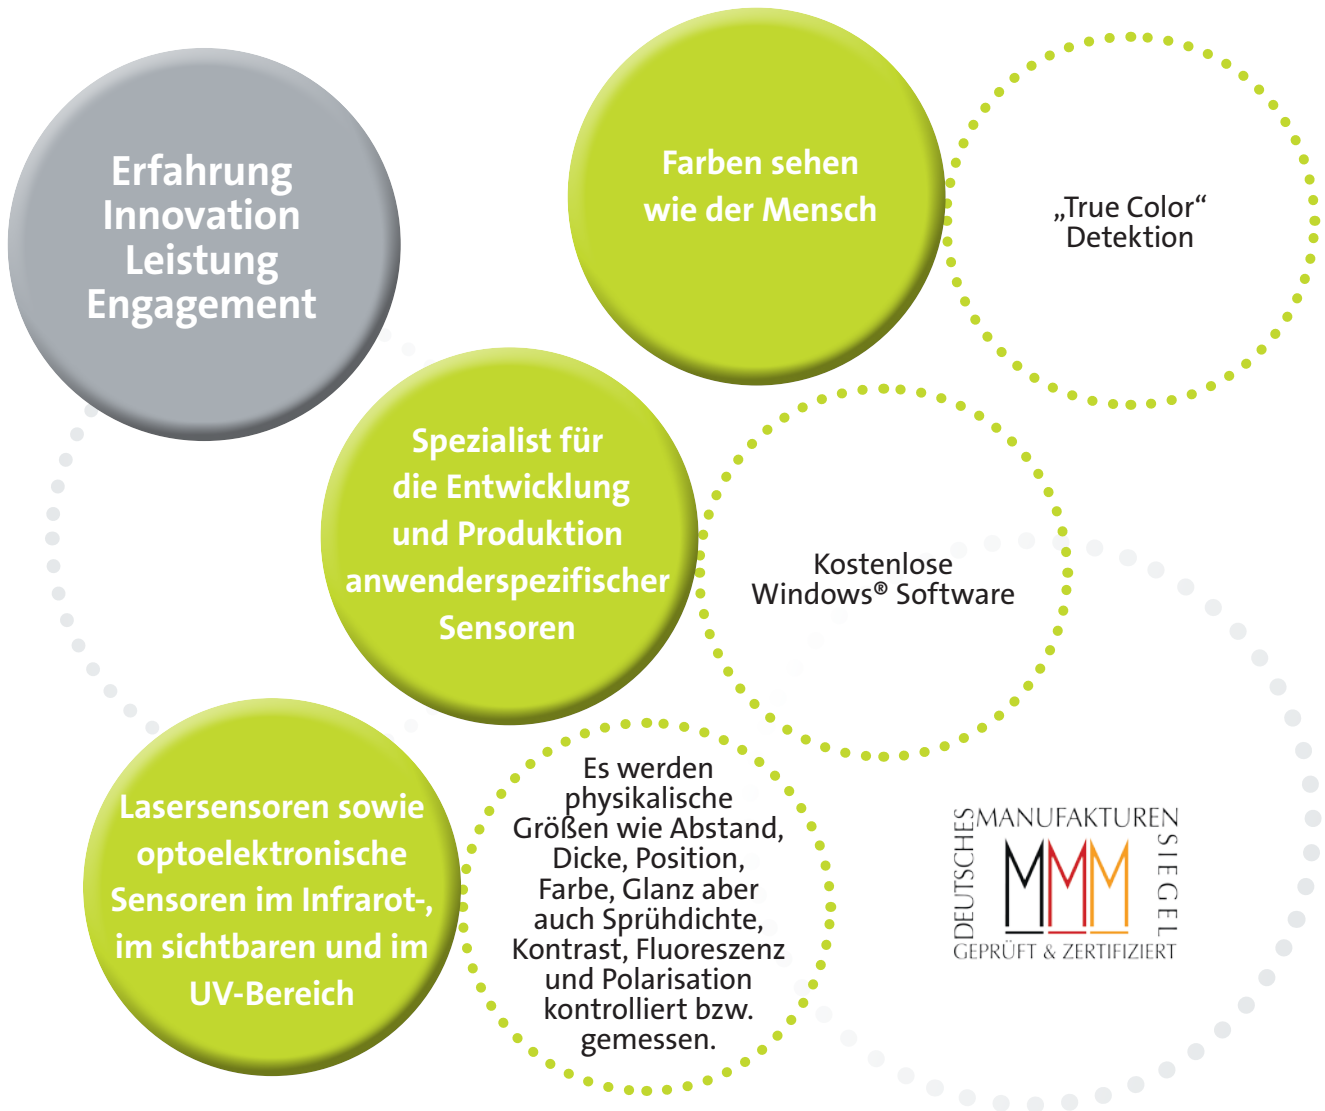 Erfahrung
Innovation
Leistung
Engagement
Farben sehen
wie der Mensch
„True Color“
Detektion
Spezialist für
die Entwicklung
und Produktion
anwenderspezifischer
Sensoren
Kostenlose
Windows® Software
Lasersensoren sowie
optoelektronische
Sensoren im Infrarot-,
im sichtbaren und im
UV-Bereich
Es werden
physikalische
Größen wie Abstand,
Dicke, Position,
Farbe, Glanz aber
auch Sprühdichte,
Kontrast, Fluoreszenz
und Polarisation
kontrolliert bzw.
gemessen.
DEUTSCHES
MANUFAKTUREN
SIEGEL
MMM
GEPRÜFT & ZERTIFIZIERT